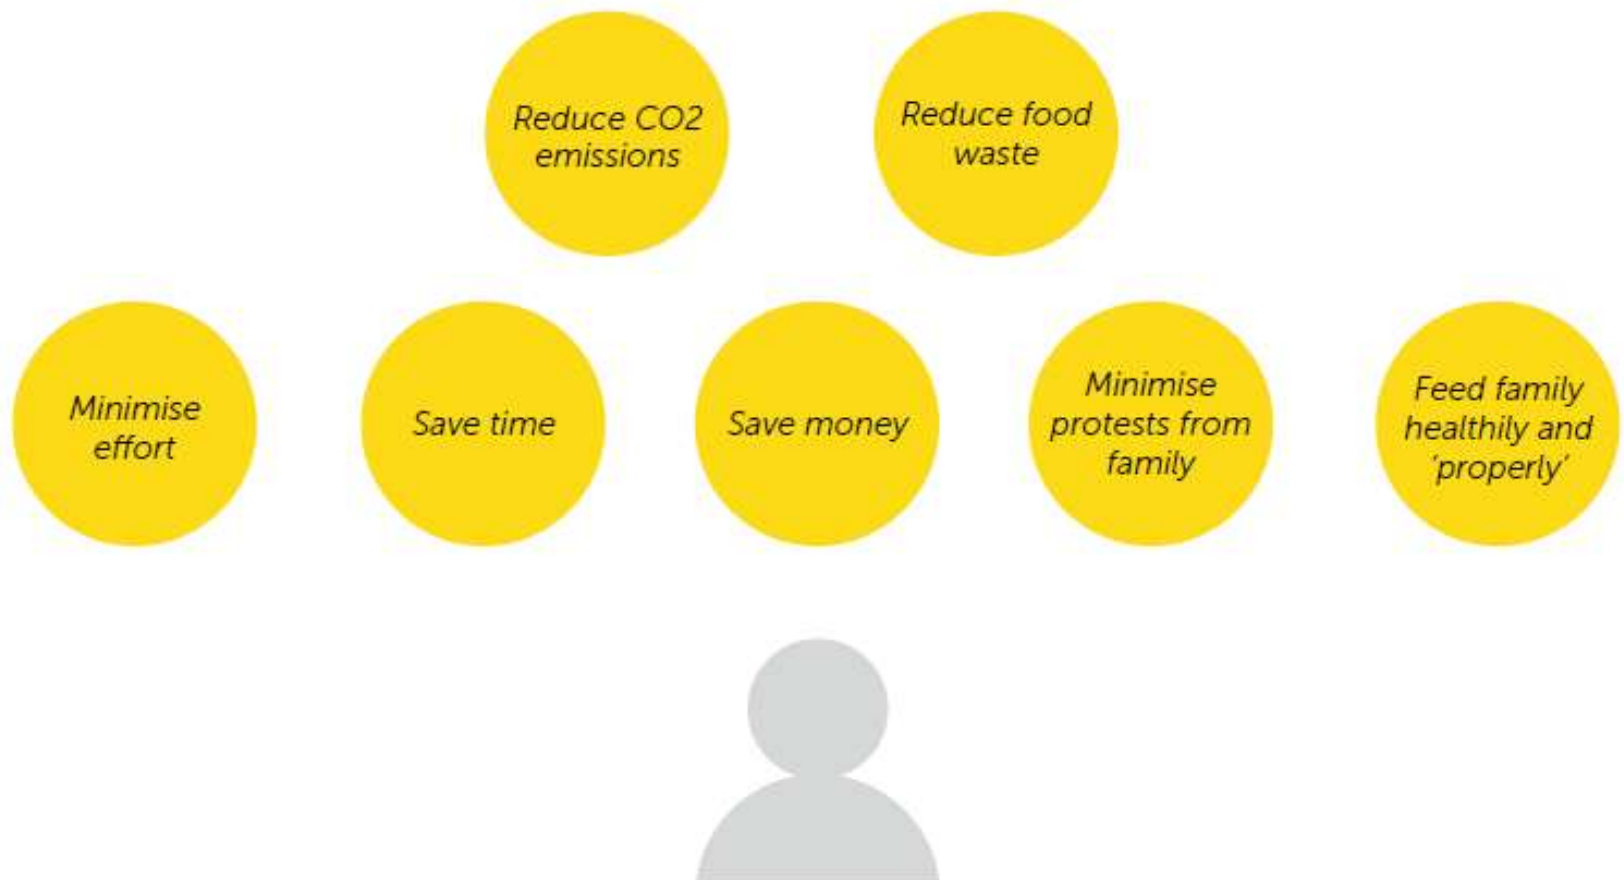 Reduce CO2
emissions
Reduce food
waste
Minimise
effort
Save time
Save money
Minimise
protests from
family
Feed family
healthily and
‘properly’